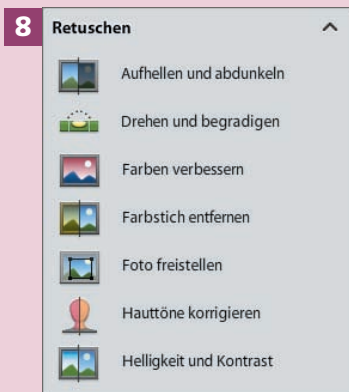 8
Retuschen
Aufhellen und abdunkeln
Drehen und begradigen
Farben verbessern
Farbstich entfernen
Foto freistellen
Hauttöne korrigieren
Helligkeit und Kontrast